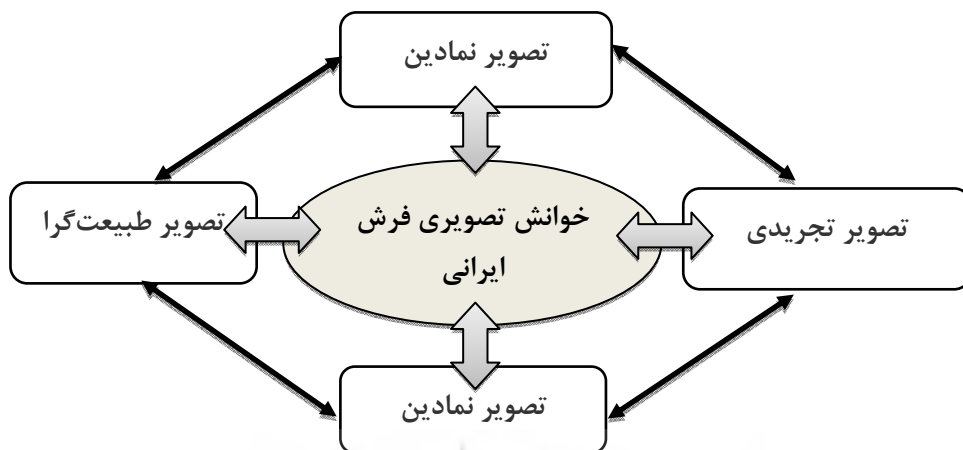 تصویر نمادین
تصویر تجریدی
خوانش تصویری فرش
ایرانی
تصویر طبیعت‌گرا
تصویر نمادین